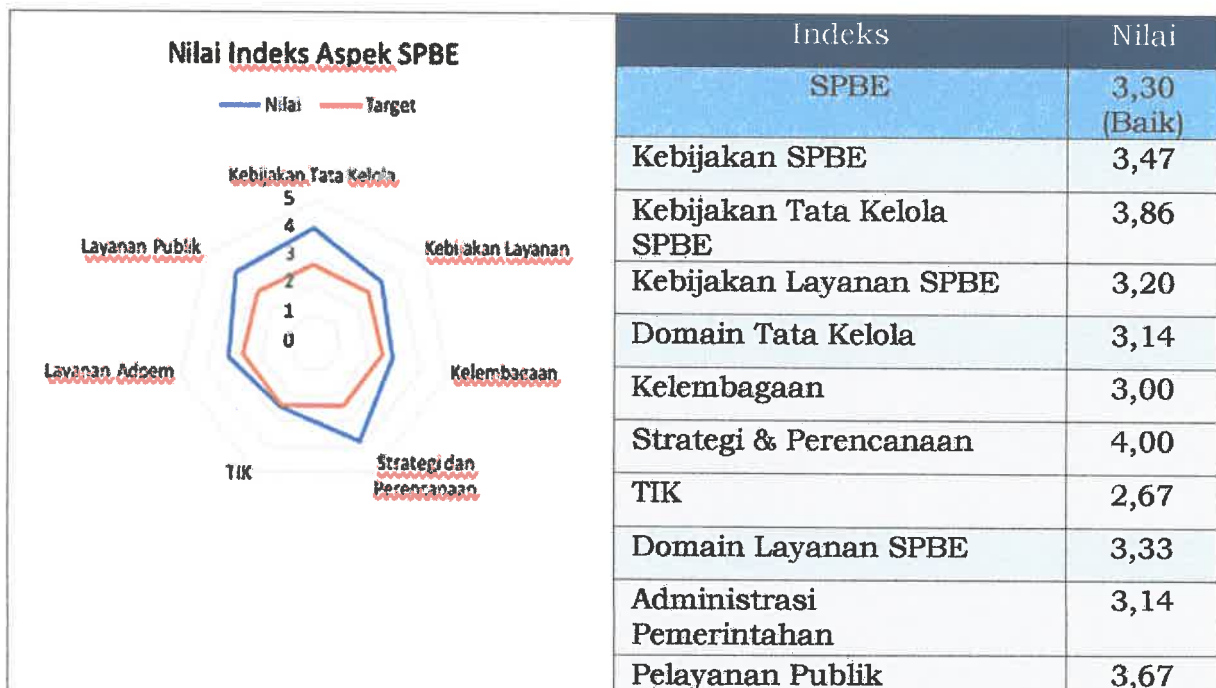 Nilai Indeks Aspek SPBE
Nilai
Target
Kebijakan Tata Kelola
5
4
3
2
1
0
Kebijakan Layanan
Kelembagaan
Strategi dan
Perencanaan
TIK
Layanan Adpem
Layanan Publik
Indeks Nilai
SPBE 3,30
(Baik)
Kebijakan SPBE 3,47
Kebijakan Tata Kelola 3,86
SPBE
Kebijakan Layanan SPBE 3,20
Domain Tata Kelola 3,14
Kelembagaan 3,00
Strategi & Perencanaan 4,00
TIK 2,67
Domain Layanan SPBE 3,33
Administrasi 3,14
Pemerintahan
Pelayanan Publik 3,67